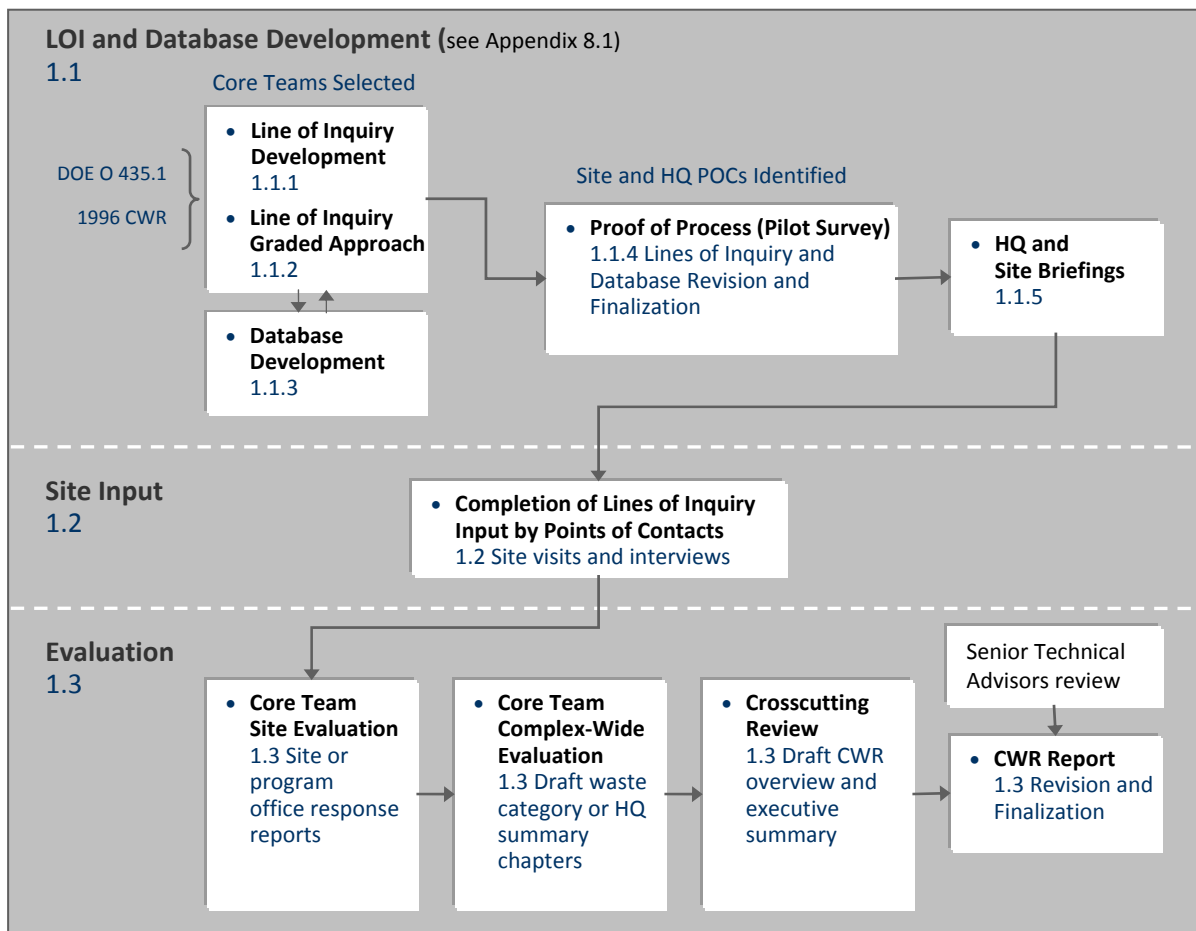 LOI and Database Development (see Appendix 8.1)
1.1
Core Teams Selected
DOE O 435.1
1996 CWR
• Line of Inquiry
Development
1.1.1
• Line of Inquiry
Graded Approach
1.1.2
• Database
Development
1.1.3
Site and HQ POCs Identified
• Proof of Process (Pilot Survey)
1.1.4 Lines of Inquiry and
Database Revision and
Finalization
• HQ and
Site Briefings
1.1.5
Site Input
1.2
• Completion of Lines of Inquiry
Input by Points of Contacts
1.2 Site visits and interviews
Evaluation
1.3
• Core Team
Site Evaluation
1.3 Site or
program
office response
reports
• Core Team
Complex-Wide
Evaluation
1.3 Draft waste
category or HQ
summary
chapters
• Crosscutting
Review
1.3 Draft CWR
overview and
executive
summary
Senior Technical
Advisors review
• CWR Report
1.3 Revision and
Finalization